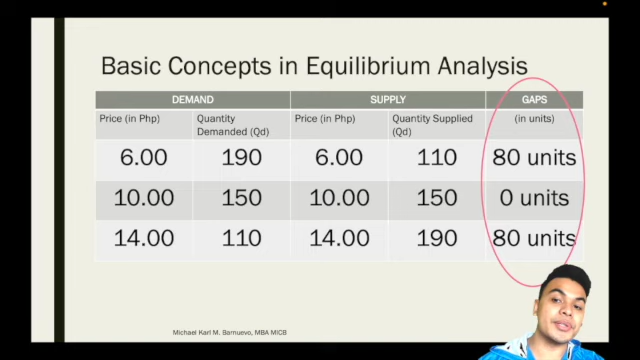 Basic Concepts in Equilibrium Analysis
DEMAND SUPPLY GAPS
Price (in Php) Quantity Demanded (Qd) Price (in Php) Quantity Supplied (Qd) (in units)
6.00 190 6.00 110 80 units
10.00 150 10.00 150 0 units
14.00 110 14.00 190 80 units
Michael Karl M. Barnuevo, MBA MICB